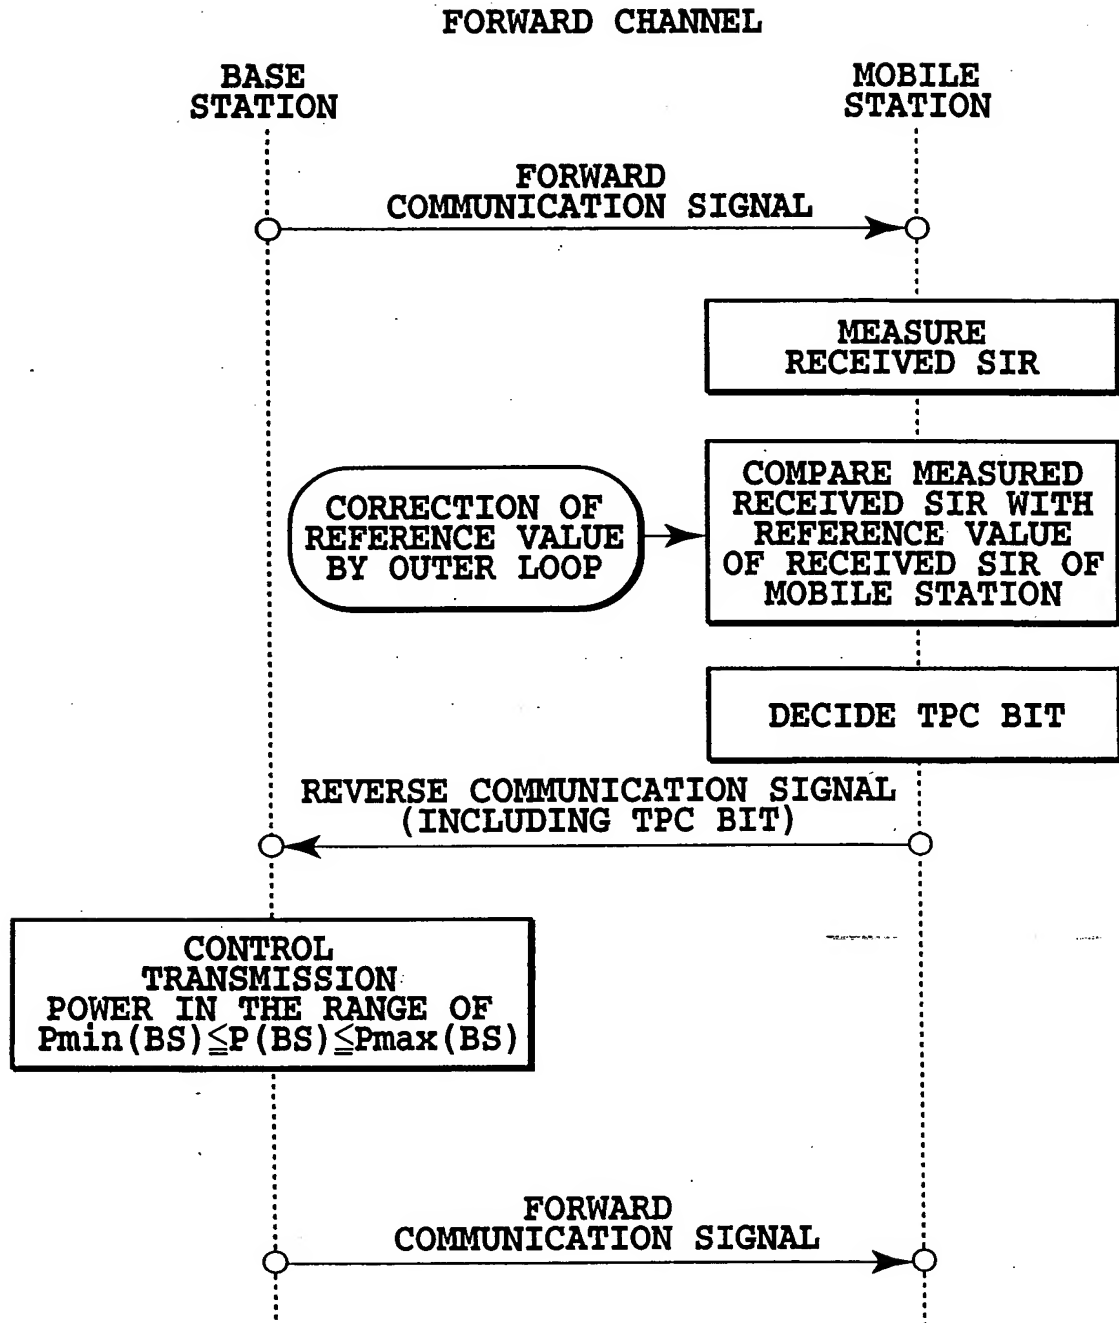 FORWARD CHANNEL
BASE
STATION
MOBILE
STATION
FORWARD
COMMUNICATION SIGNAL
MEASURE
RECEIVED SIR
CORRECTION OF
REFERENCE VALUE
BY OUTER LOOP
COMPARE MEASURED
RECEIVED SIR WITH
REFERENCE VALUE
OF RECEIVED SIR OF
MOBILE STATION
DECIDE TPC BIT
REVERSE COMMUNICATION SIGNAL
(INCLUDING TPC BIT)
CONTROL
TRANSMISSION
POWER IN THE RANGE OF
Pmin(BS)≦P(BS)≦Pmax(BS)
FORWARD
COMMUNICATION SIGNAL